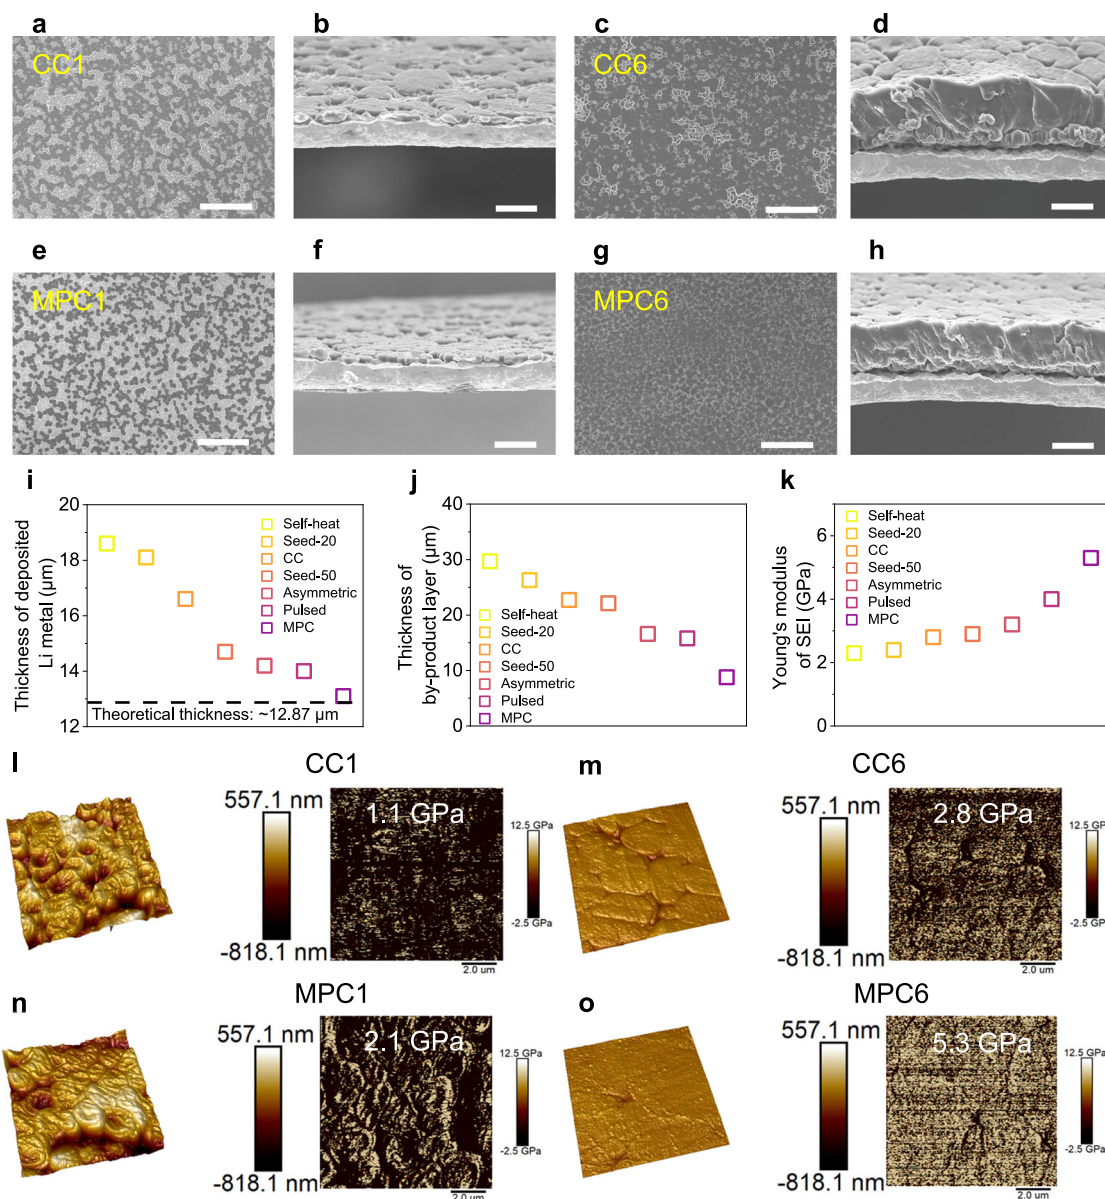 a
b
c
d
CC1
CC6
e
f
g
h
MPC1
MPC6
i
j
k
Thickness of deposited
Li metal (µm)
20
18
16
14
12
Self-heat
Seed-20
CC
Seed-50
Asymmetric
Pulsed
MPC
Theoretical thickness: ~12.87 µm
Thickness of
by-product layer (µm)
40
30
20
10
0
Self-heat
Seed-20
CC
Seed-50
Asymmetric
Pulsed
MPC
Young's modulus
of SEI (GPa)
6
4
2
0
Self-heat
Seed-20
CC
Seed-50
Asymmetric
Pulsed
MPC
l
CC1
557.1 nm
-818.1 nm
1.1 GPa
12.5 GPa
-2.5 GPa
2.0 um
m
CC6
557.1 nm
-818.1 nm
2.8 GPa
12.5 GPa
-2.5 GPa
2.0 um
n
MPC1
557.1 nm
-818.1 nm
2.1 GPa
12.5 GPa
-2.5 GPa
2.0 um
o
MPC6
557.1 nm
-818.1 nm
5.3 GPa
12.5 GPa
-2.5 GPa
2.0 um